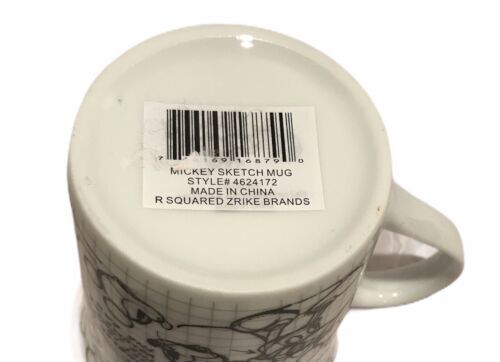 MICKEY SKETCH MUG
STYLE# 4624172
MADE IN CHINA
R SQUARED ZRIKE BRANDS